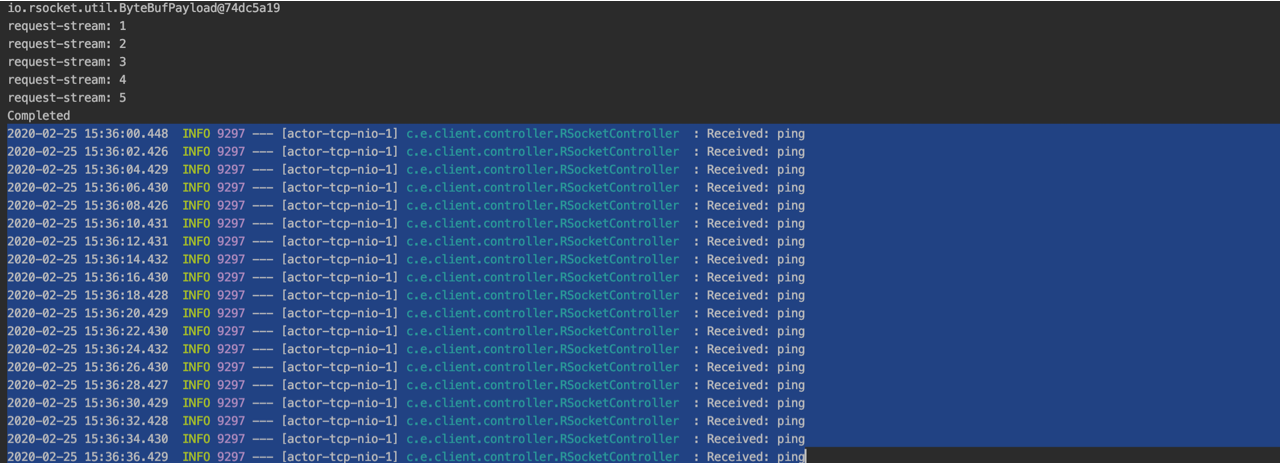 io.rsocket.util.ByteBufPayload@74dc5a19
request-stream: 1
request-stream: 2
request-stream: 3
request-stream: 4
request-stream: 5
Completed
2020-02-25 15:36:00.448  INFO 9297 --- [actor-tcp-nio-1] c.e.client.controller.RSocketController  : Received: ping
2020-02-25 15:36:02.426  INFO 9297 --- [actor-tcp-nio-1] c.e.client.controller.RSocketController  : Received: ping
2020-02-25 15:36:04.429  INFO 9297 --- [actor-tcp-nio-1] c.e.client.controller.RSocketController  : Received: ping
2020-02-25 15:36:06.430  INFO 9297 --- [actor-tcp-nio-1] c.e.client.controller.RSocketController  : Received: ping
2020-02-25 15:36:08.426  INFO 9297 --- [actor-tcp-nio-1] c.e.client.controller.RSocketController  : Received: ping
2020-02-25 15:36:10.431  INFO 9297 --- [actor-tcp-nio-1] c.e.client.controller.RSocketController  : Received: ping
2020-02-25 15:36:12.431  INFO 9297 --- [actor-tcp-nio-1] c.e.client.controller.RSocketController  : Received: ping
2020-02-25 15:36:14.432  INFO 9297 --- [actor-tcp-nio-1] c.e.client.controller.RSocketController  : Received: ping
2020-02-25 15:36:16.430  INFO 9297 --- [actor-tcp-nio-1] c.e.client.controller.RSocketController  : Received: ping
2020-02-25 15:36:18.428  INFO 9297 --- [actor-tcp-nio-1] c.e.client.controller.RSocketController  : Received: ping
2020-02-25 15:36:20.429  INFO 9297 --- [actor-tcp-nio-1] c.e.client.controller.RSocketController  : Received: ping
2020-02-25 15:36:22.430  INFO 9297 --- [actor-tcp-nio-1] c.e.client.controller.RSocketController  : Received: ping
2020-02-25 15:36:24.432  INFO 9297 --- [actor-tcp-nio-1] c.e.client.controller.RSocketController  : Received: ping
2020-02-25 15:36:26.430  INFO 9297 --- [actor-tcp-nio-1] c.e.client.controller.RSocketController  : Received: ping
2020-02-25 15:36:28.427  INFO 9297 --- [actor-tcp-nio-1] c.e.client.controller.RSocketController  : Received: ping
2020-02-25 15:36:30.429  INFO 9297 --- [actor-tcp-nio-1] c.e.client.controller.RSocketController  : Received: ping
2020-02-25 15:36:32.428  INFO 9297 --- [actor-tcp-nio-1] c.e.client.controller.RSocketController  : Received: ping
2020-02-25 15:36:34.430  INFO 9297 --- [actor-tcp-nio-1] c.e.client.controller.RSocketController  : Received: ping
2020-02-25 15:36:36.429  INFO 9297 --- [actor-tcp-nio-1] c.e.client.controller.RSocketController  : Received: ping